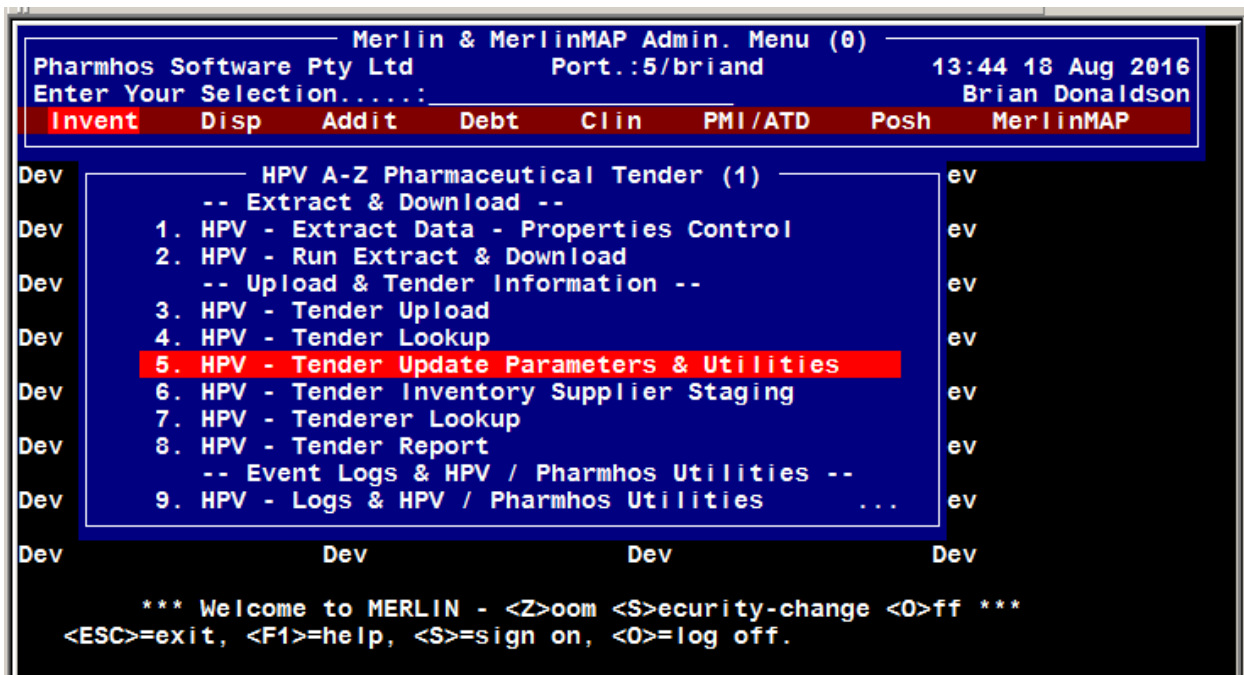 Merlin & MerlinMAP Admin. Menu (0)
Pharmhos Software Pty Ltd Port.:5/briand 13:44 18 Aug 2016
Enter Your Selection.....:_ Brian Donaldson
Invent Disp Addit Debt Clin PMI/ATD Posh MerlinMAP
Dev HPV A-Z Pharmaceutical Tender (1) ev
-- Extract & Download --
Dev 1. HPV - Extract Data - Properties Control ev
2. HPV - Run Extract & Download
Dev -- Upload & Tender Information -- ev
3. HPV - Tender Upload
Dev 4. HPV - Tender Lookup ev
5. HPV - Tender Update Parameters & Utilities
Dev 6. HPV - Tender Inventory Supplier Staging ev
7. HPV - Tenderer Lookup
Dev 8. HPV - Tender Report ev
-- Event Logs & HPV / Pharmhos Utilities --
Dev 9. HPV - Logs & HPV / Pharmhos Utilities ... ev
Dev Dev Dev Dev
*** Welcome to MERLIN - <Z>oom <S>ecurity-change <O>ff ***
<ESC>=exit, <F1>=help, <S>=sign on, <O>=log off.